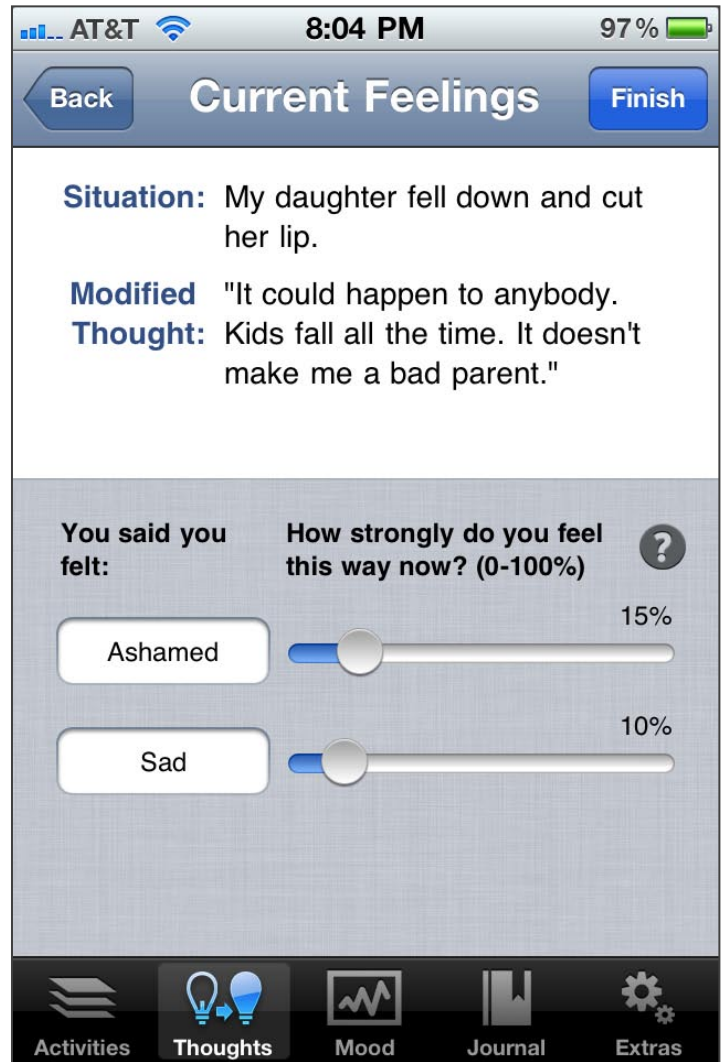 AT&T 8:04 PM 97%
Back Current Feelings Finish
Situation: My daughter fell down and cut
her lip.
Modified "It could happen to anybody.
Thought: Kids fall all the time. It doesn't
make me a bad parent."
You said you How strongly do you feel ?
felt: this way now? (0-100%)
15%
Ashamed
10%
Sad
Activities Thoughts Mood Journal Extras